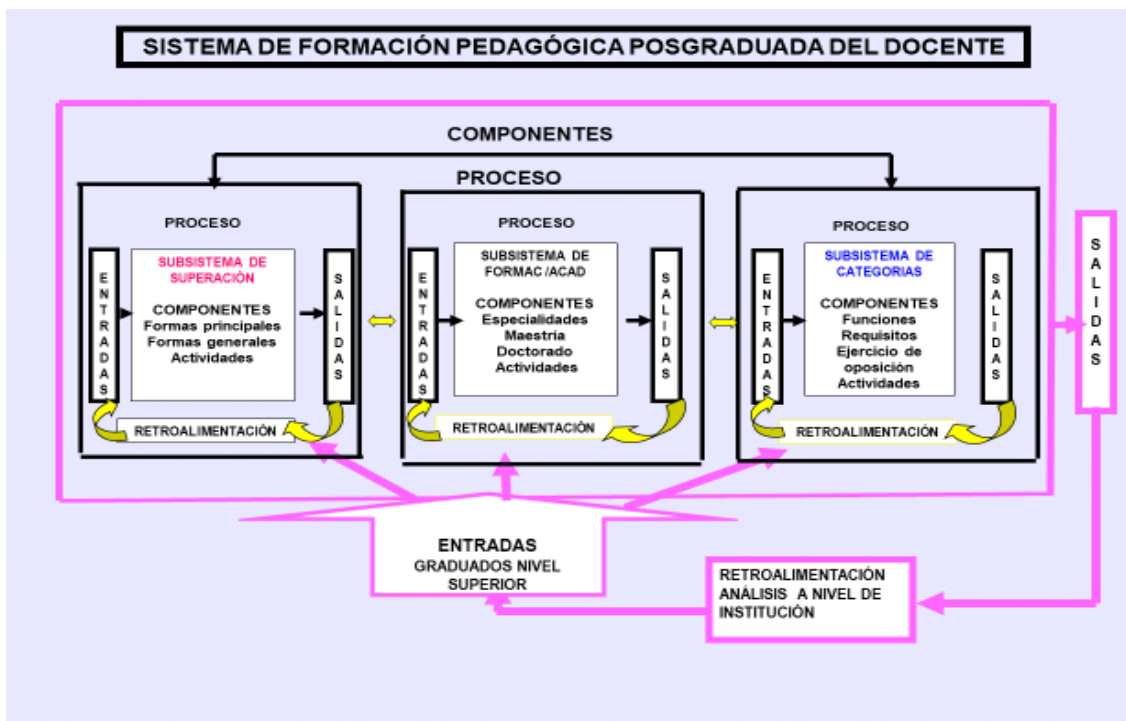 SISTEMA DE FORMACIÓN PEDAGÓGICA POSGRADUADA DEL DOCENTE
COMPONENTES
PROCESO
PROCESO
ENTRADAS
SUBSISTEMA DE
SUPERACIÓN
COMPONENTES
Formas principales
Formas generales
Actividades
SALIDAS
RETROALIMENTACIÓN
PROCESO
ENTRADAS
SUBSISTEMA DE
FORMAC/ACAD
COMPONENTES
Especialidades
Maestría
Doctorado
Actividades
SALIDAS
RETROALIMENTACIÓN
PROCESO
ENTRADAS
SUBSISTEMA DE
CATEGORIAS
COMPONENTES
Funciones
Requisitos
Ejercicio de
oposición
Actividades
SALIDAS
RETROALIMENTACIÓN
SALIDAS
ENTRADAS
GRADUADOS NIVEL
SUPERIOR
RETROALIMENTACIÓN
ANÁLISIS A NIVEL DE
INSTITUCIÓN